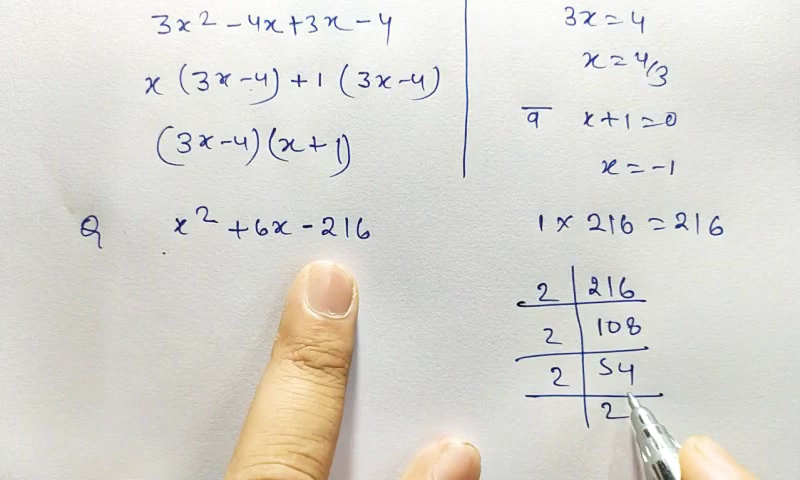 3x² - 4x + 3x - 4
x (3x - 4) + 1 (3x - 4)
(3x - 4) (x + 1)
3x = 4
x = 4/3
x + 1 = 0
x = -1
Q x² + 6x - 216
1 × 216 = 216
2 | 216
2 | 108
2 | 54
2